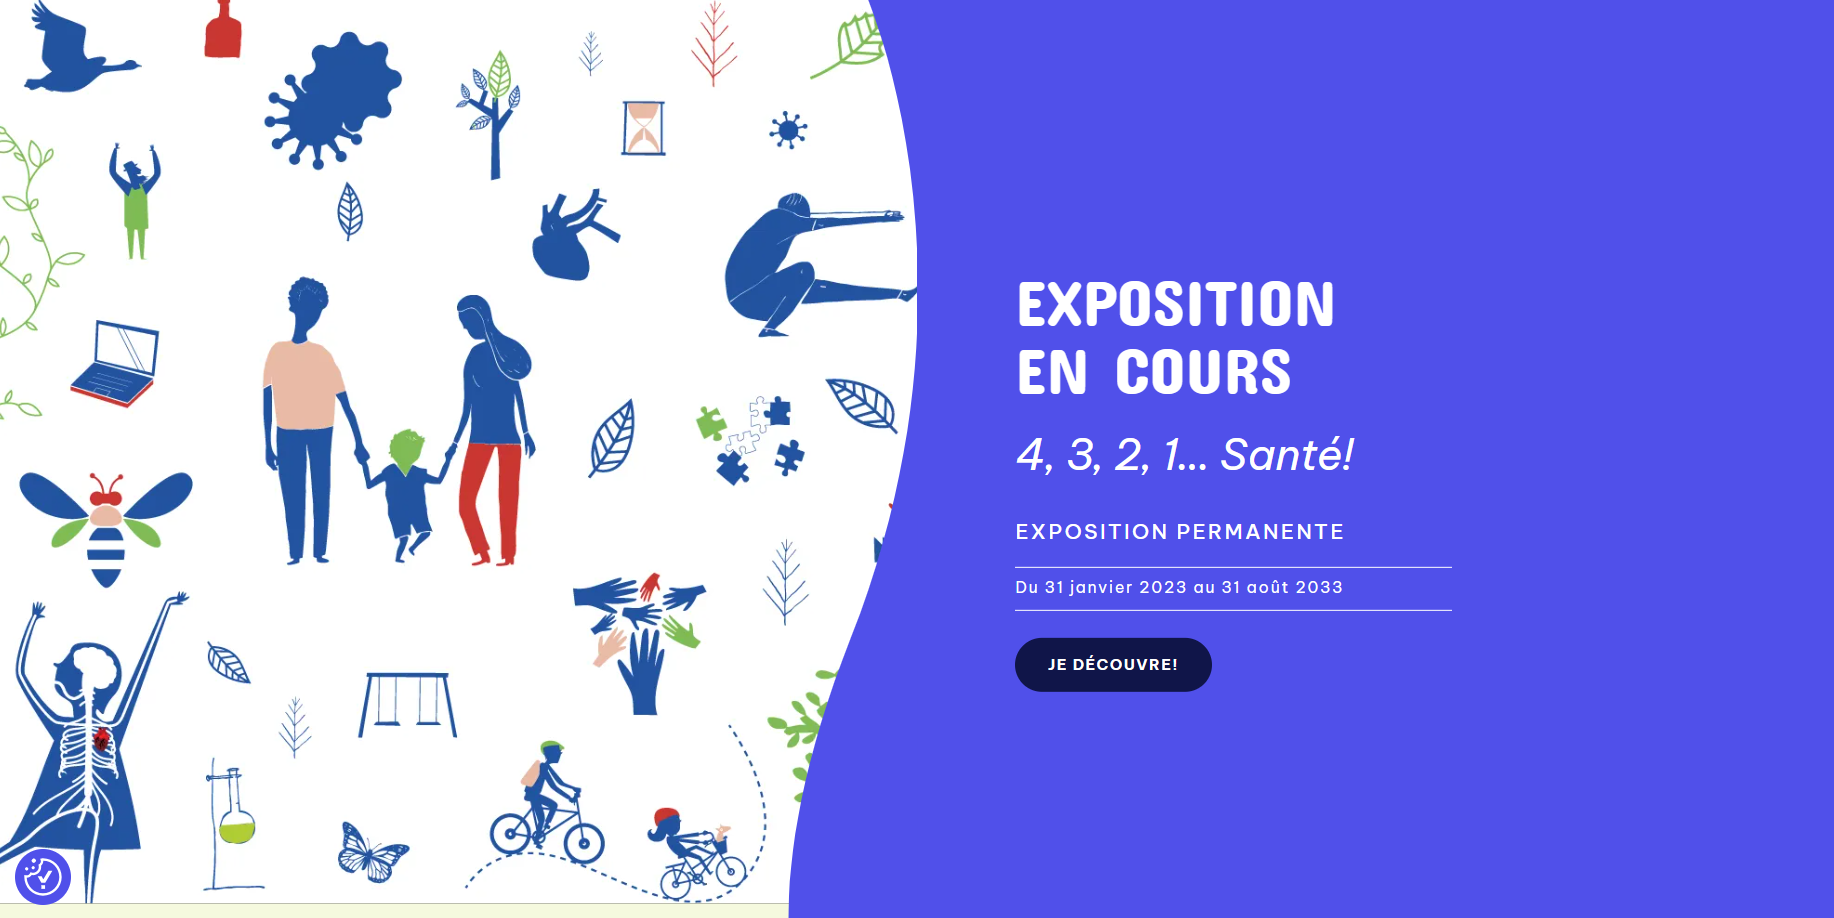 EXPOSITION
EN COURS
4, 3, 2, 1... Santé!
EXPOSITION PERMANENTE
Du 31 janvier 2023 au 31 août 2033
JE DÉCOUVRE!